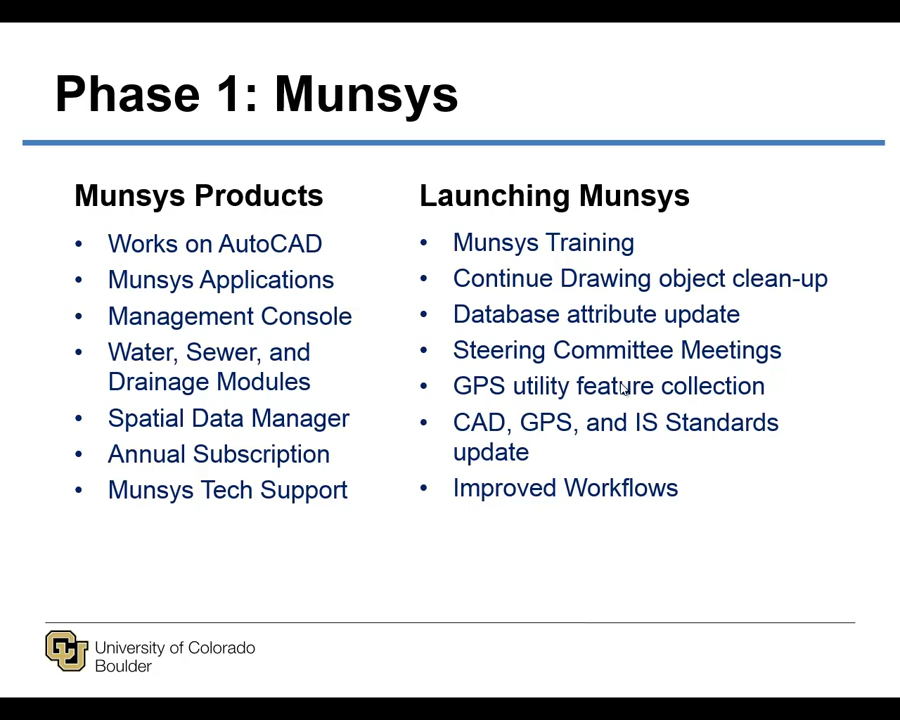 Phase 1: Munsys
Munsys Products
• Works on AutoCAD
• Munsys Applications
• Management Console
• Water, Sewer, and
Drainage Modules
• Spatial Data Manager
• Annual Subscription
• Munsys Tech Support
Launching Munsys
• Munsys Training
• Continue Drawing object clean-up
• Database attribute update
• Steering Committee Meetings
• GPS utility feature collection
• CAD, GPS, and IS Standards
update
• Improved Workflows
CU
University of Colorado
Boulder